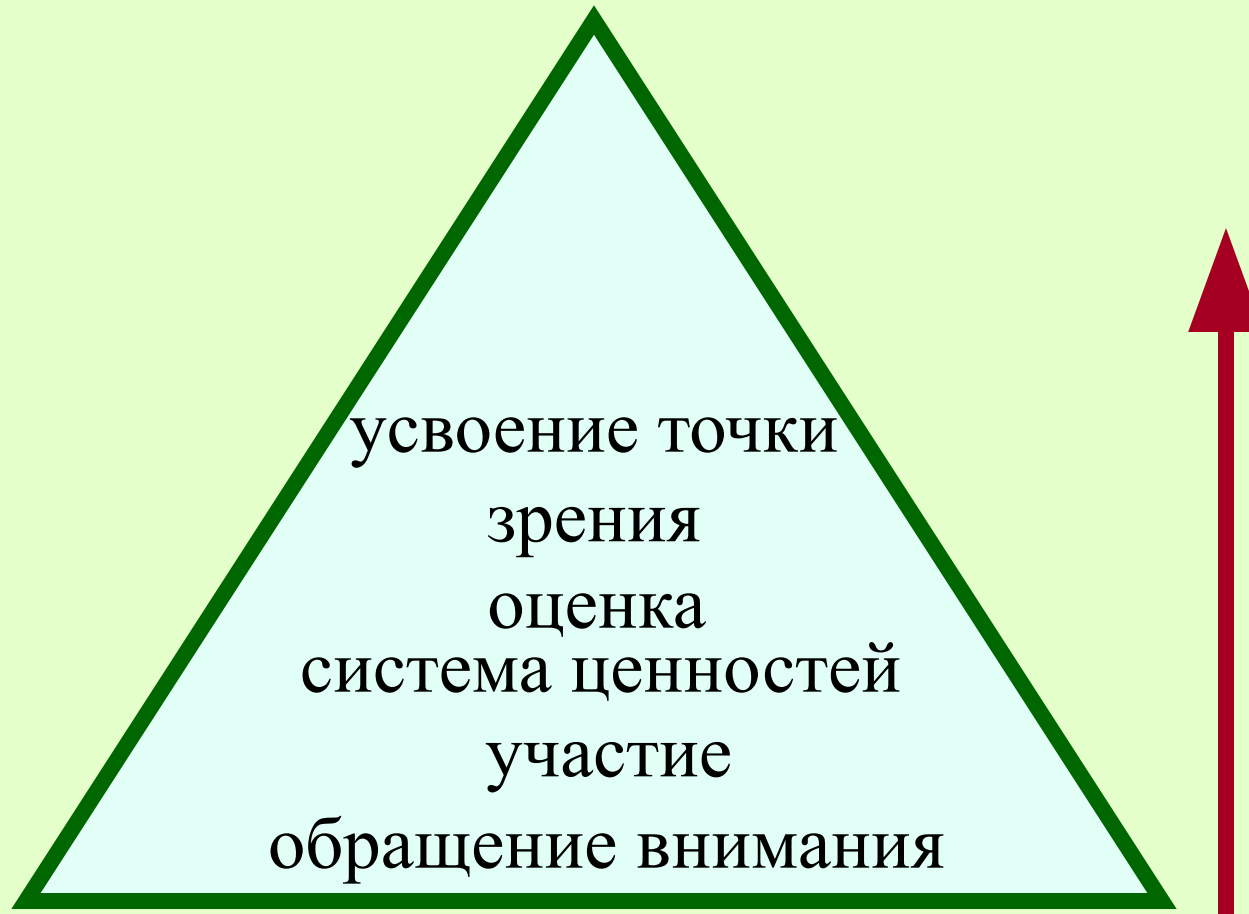 усвоение точки
зрения
оценка
система ценностей
участие
обращение внимания